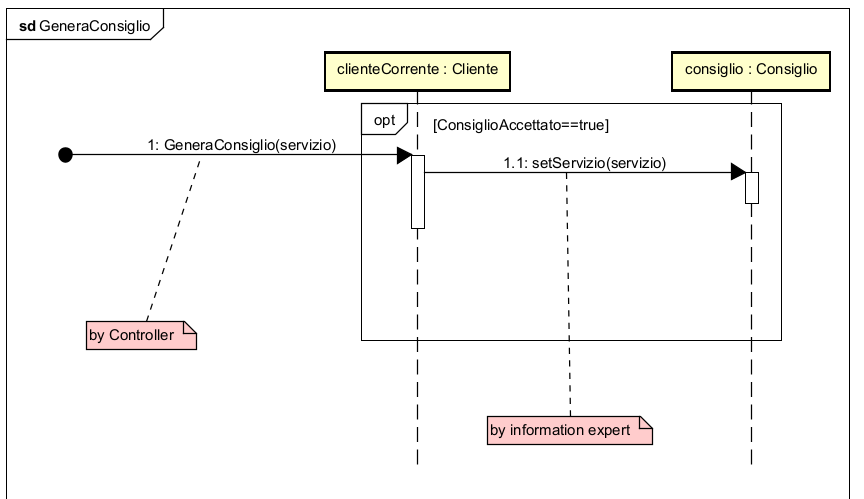 sd GeneraConsiglio
clienteCorrente : Cliente
consiglio : Consiglio
opt
[ConsiglioAccettato==true]
1: GeneraConsiglio(servizio)
1.1: setServizio(servizio)
by Controller
by information expert